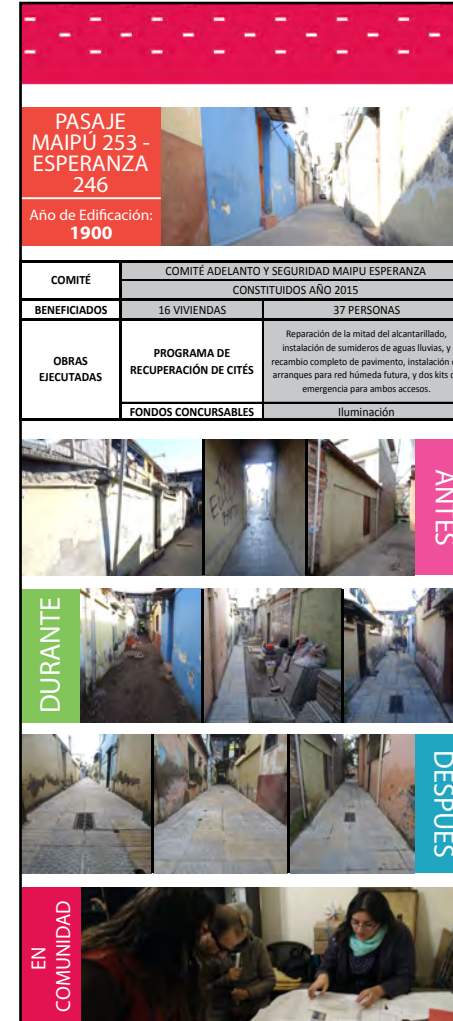 PASAJE
MAIPÚ 253 -
ESPERANZA
246
Año de Edificación:
1900
COMITÉ
COMITÉ ADELANTO Y SEGURIDAD MAIPU ESPERANZA
CONSTITUIDOS AÑO 2015
BENEFICIADOS
16 VIVIENDAS
37 PERSONAS
OBRAS
EJECUTADAS
PROGRAMA DE
RECUPERACIÓN DE CITÉS
Reparación de la mitad del alcantarillado,
instalación de sumideros de aguas lluvias, y
recambio completo de pavimento, instalación
arranques para red húmeda futura, y dos kits
emergencia para ambos accesos.
FONDOS CONCURSABLES
Iluminación
ANTES
DURANTE
DESPUÉS
EN
COMUNIDAD